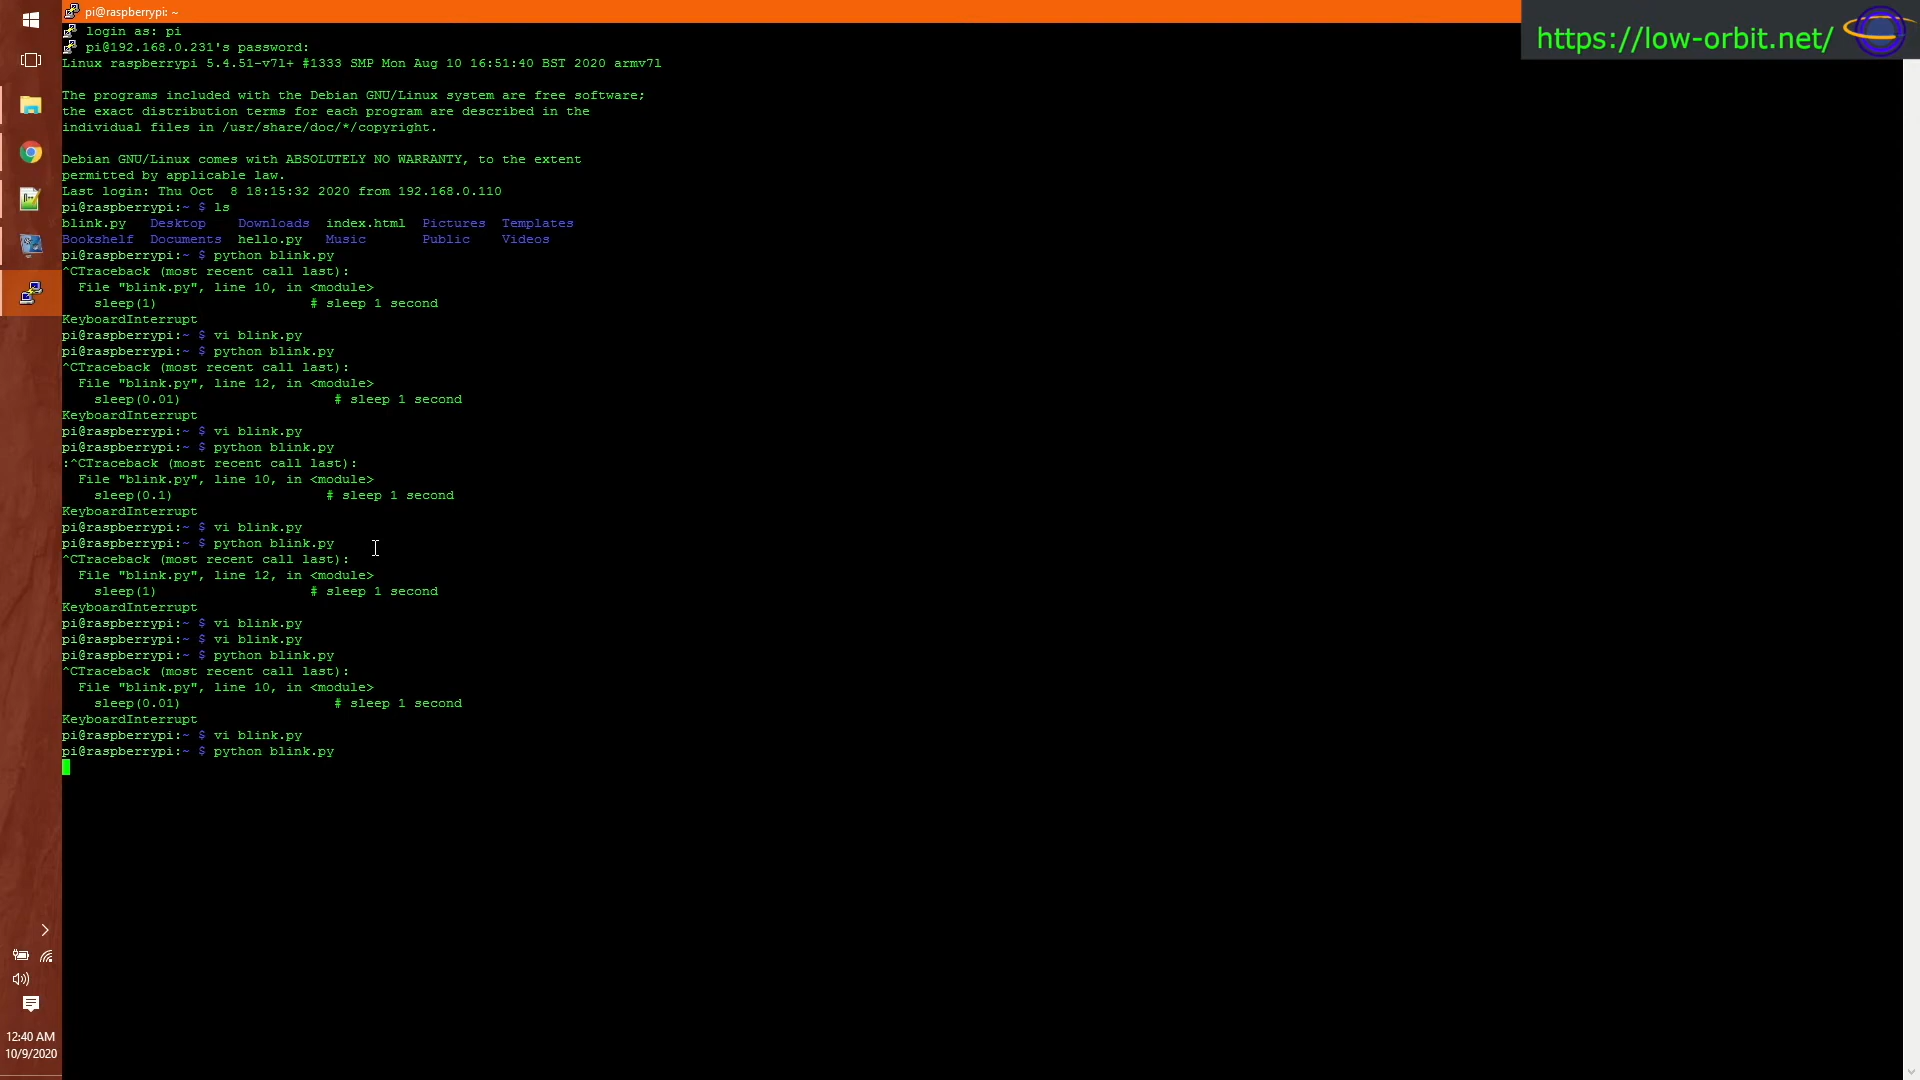 pi@raspberrypi: ~
https://low-orbit.net/
login as: pi
pi@192.168.0.231's password:
Linux raspberrypi 5.4.51-v7l+ #1333 SMP Mon Aug 10 16:51:40 BST 2020 armv7l
The programs included with the Debian GNU/Linux system are free software;
the exact distribution terms for each program are described in the
individual files in /usr/share/doc/*/copyright.
Debian GNU/Linux comes with ABSOLUTELY NO WARRANTY, to the extent
permitted by applicable law.
Last login: Thu Oct  8 18:15:32 2020 from 192.168.0.110
pi@raspberrypi:~ $ ls
blink.py   Desktop    Downloads  index.html  Pictures  Templates
Bookshelf  Documents  hello.py   Music       Public    Videos
pi@raspberrypi:~ $ python blink.py
^CTraceback (most recent call last):
  File "blink.py", line 10, in <module>
    sleep(1)                   # sleep 1 second
KeyboardInterrupt
pi@raspberrypi:~ $ vi blink.py
pi@raspberrypi:~ $ python blink.py
^CTraceback (most recent call last):
  File "blink.py", line 12, in <module>
    sleep(0.01)                   # sleep 1 second
KeyboardInterrupt
pi@raspberrypi:~ $ vi blink.py
pi@raspberrypi:~ $ python blink.py
:^CTraceback (most recent call last):
  File "blink.py", line 10, in <module>
    sleep(0.1)                   # sleep 1 second
KeyboardInterrupt
pi@raspberrypi:~ $ vi blink.py
pi@raspberrypi:~ $ python blink.py
^CTraceback (most recent call last):
  File "blink.py", line 12, in <module>
    sleep(1)                   # sleep 1 second
KeyboardInterrupt
pi@raspberrypi:~ $ vi blink.py
pi@raspberrypi:~ $ vi blink.py
pi@raspberrypi:~ $ python blink.py
^CTraceback (most recent call last):
  File "blink.py", line 10, in <module>
    sleep(0.01)                   # sleep 1 second
KeyboardInterrupt
pi@raspberrypi:~ $ vi blink.py
pi@raspberrypi:~ $ python blink.py
12:40 AM
10/9/2020